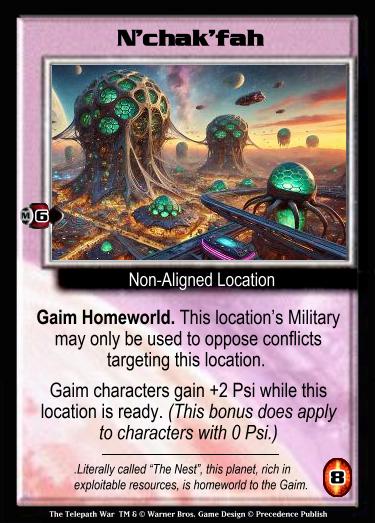 N'chak'fah
M 6
Non-Aligned Location
Gaim Homeworld. This location's Military
may only be used to oppose conflicts
targeting this location.
Gaim characters gain +2 Psi while this
location is ready. (This bonus does apply
to characters with 0 Psi.)
.Literally called "The Nest", this planet, rich in
exploitable resources, is homeworld to the Gaim.
8
The Telepath War TM & © Warner Bros. Game Design © Precedence Publish